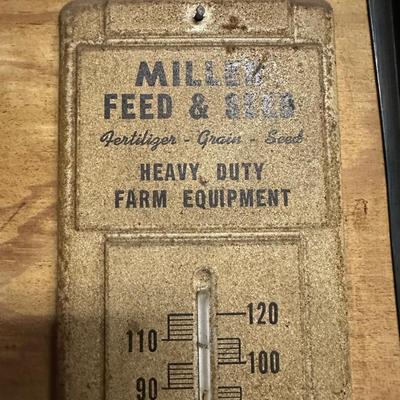 MILLER
FEED & SEED
Fertilizer - Grain - Seed
HEAVY DUTY
FARM EQUIPMENT
120
110
100
90